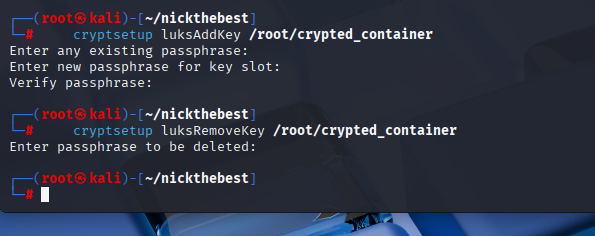 ┌──(root㉿kali)-[~/nickthebest]
└─# cryptsetup luksAddKey /root/crypted_container
Enter any existing passphrase:
Enter new passphrase for key slot:
Verify passphrase:
┌──(root㉿kali)-[~/nickthebest]
└─# cryptsetup luksRemoveKey /root/crypted_container
Enter passphrase to be deleted:
┌──(root㉿kali)-[~/nickthebest]
└─#